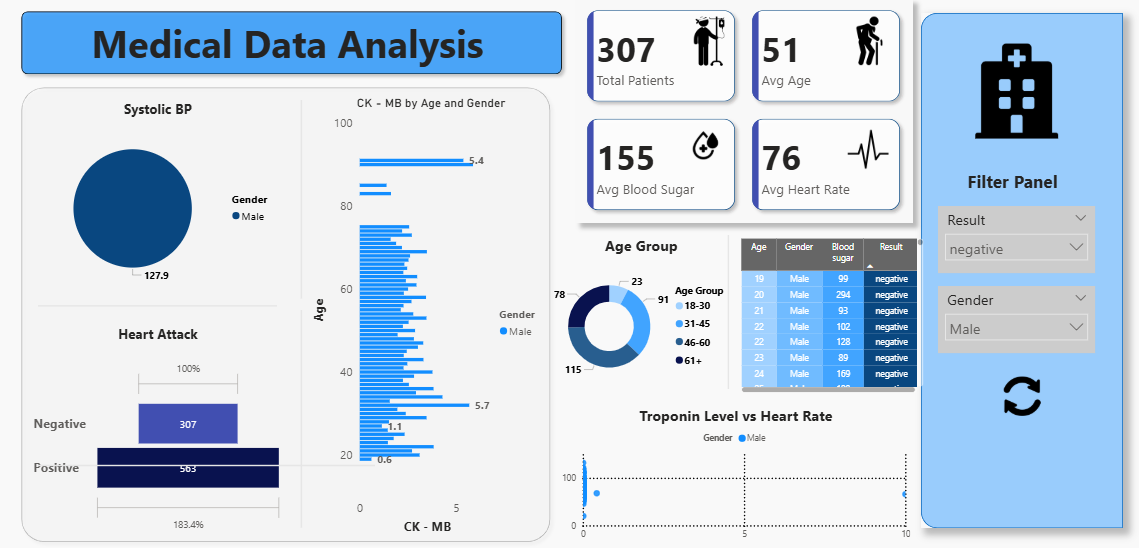 Medical Data Analysis
307
Total Patients
51
Avg Age
155
Avg Blood Sugar
76
Avg Heart Rate
Filter Panel
Result
negative
Gender
Male
Systolic BP
Gender
Male
127.9
Heart Attack
100%
Negative
307
Positive
563
183.4%
CK - MB by Age and Gender
100
80
60
40
20
Age
5.4
5.7
1.1
0.6
0
5
CK - MB
Gender
Male
Age Group
23
91
115
78
Age Group
18-30
31-45
46-60
61+
Age Gender Blood sugar Result
19 Male 99 negative
20 Male 294 negative
21 Male 93 negative
22 Male 102 negative
22 Male 128 negative
23 Male 89 negative
24 Male 169 negative
Troponin Level vs Heart Rate
Gender Male
100
0
0
5
10